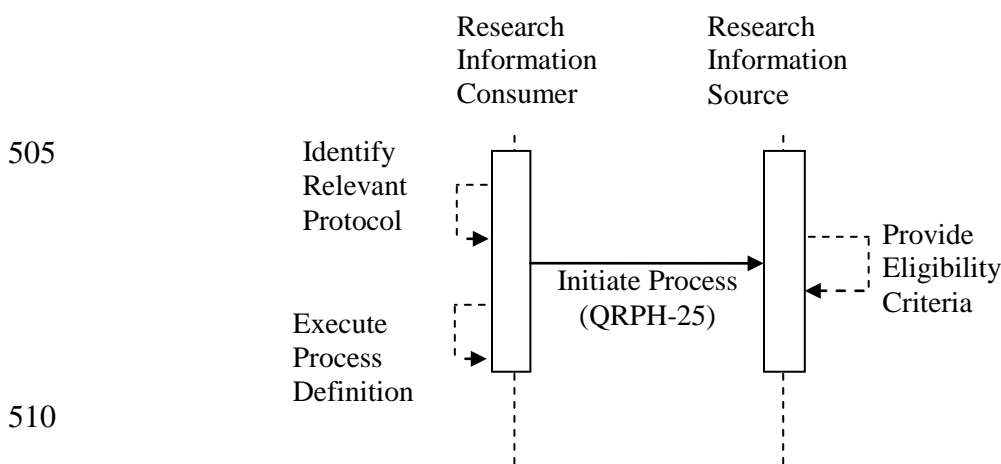 Research
Information
Consumer
Research
Information
Source
505
Identify
Relevant
Protocol
Initiate Process
(QRPH-25)
Provide
Eligibility
Criteria
Execute
Process
Definition
510